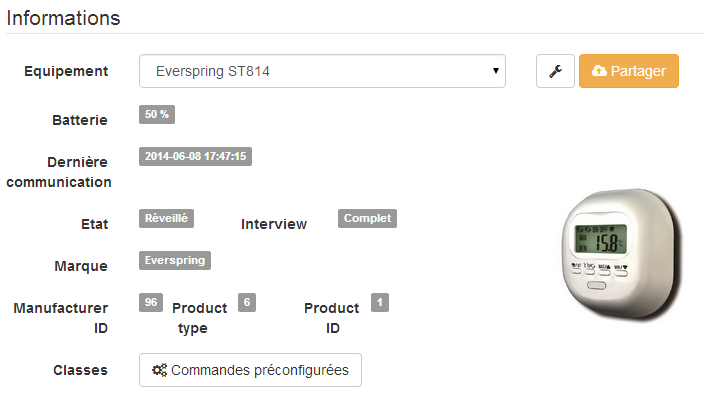 Informations
Equipement Everspring ST814 Partager
Batterie 50 %
Dernière communication 2014-06-08 17:47:15
Etat Réveillé Interview Complet
Marque Everspring
Manufacturer ID 96 Product type 6 Product ID 1
Classes Commandes préconfigurées
15.8